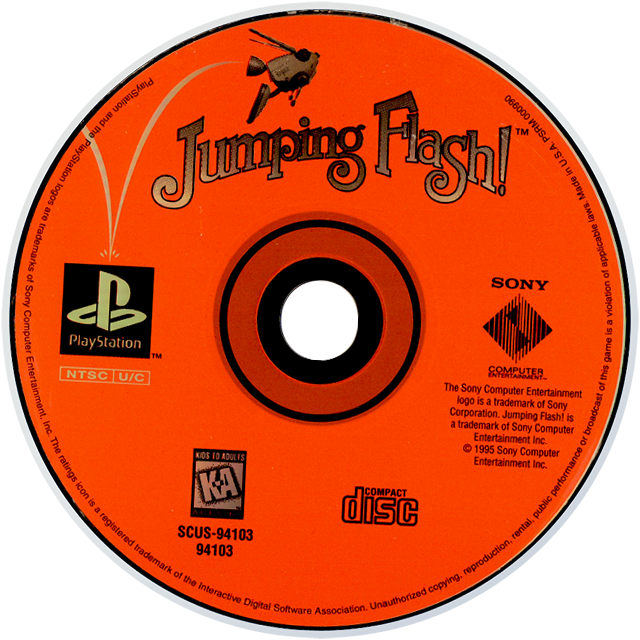 Jumping Flash!™
PlayStation and the PlayStation logos are trademarks of Sony Computer Entertainment, Inc. The ratings icon is a registered trademark of the Interactive Digital Software Association. Unauthorized copying, reproduction, rental, public performance or broadcast of this game is a violation of applicable laws Made in U.S.A. PSRM 000990
PlayStation
™
NTSC U/C
SONY
COMPUTER
ENTERTAINMENT™
The Sony Computer Entertainment
logo is a trademark of Sony
Corporation. Jumping Flash! is
a trademark of Sony Computer
Entertainment Inc.
© 1995 Sony Computer
Entertainment Inc.
KIDS TO ADULTS
K-A
SCUS-94103
94103
COMPACT
disc